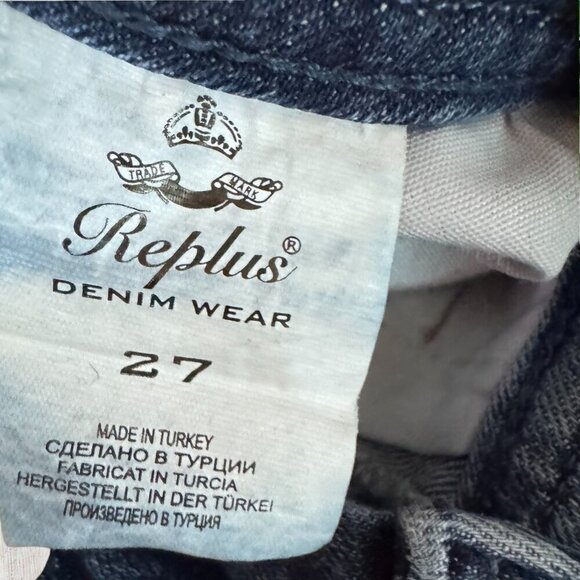 TRADE MARK
Replus®
DENIM WEAR
27
MADE IN TURKEY
СДЕЛАНО В ТУРЦИИ
FABRICAT IN TURCIA
HERGESTELLT IN DER TÜRKEI
ПРОИЗВЕДЕНО В ТУРЦИЯ